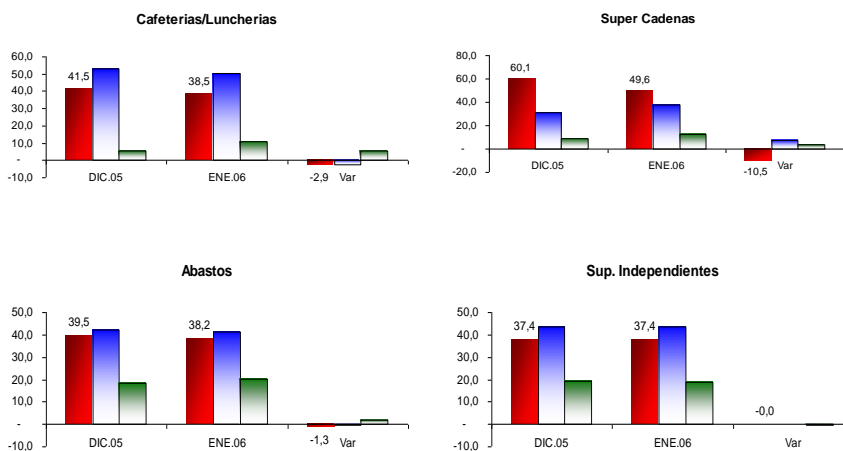 Cafeterias/Luncherias
60,0
50,0
40,0
30,0
20,0
10,0
-
-10,0
41,5
38,5
-2,9
DIC.05
ENE.06
Var
Super Cadenas
80,0
60,0
40,0
20,0
-
-20,0
60,1
49,6
-10,5
DIC.05
ENE.06
Var
Abastos
50,0
40,0
30,0
20,0
10,0
-
-10,0
39,5
38,2
-1,3
DIC.05
ENE.06
Var
Sup. Independientes
50,0
40,0
30,0
20,0
10,0
-
-10,0
37,4
37,4
-0,0
DIC.05
ENE.06
Var